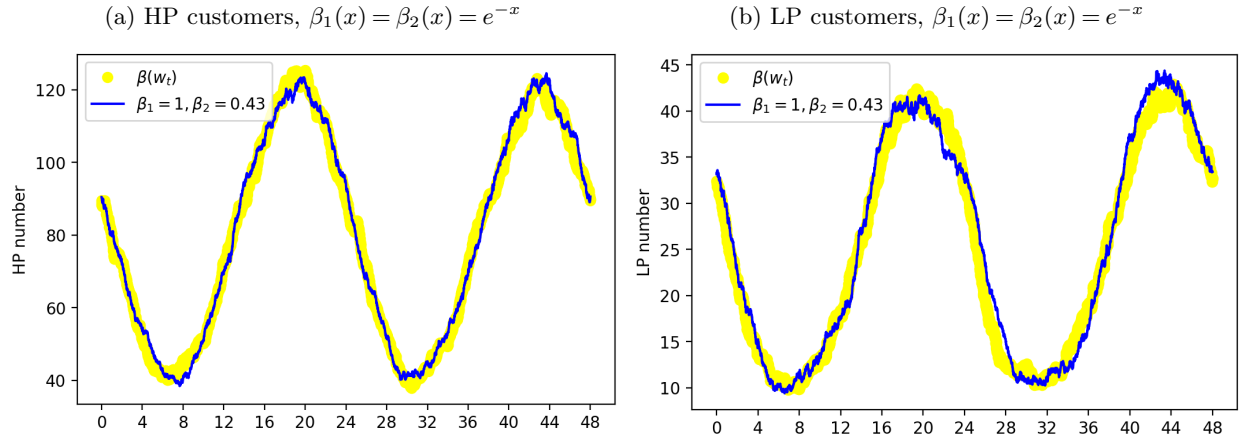 (a) HP customers, β₁(x) = β₂(x) = e⁻ˣ
HP number
120
100
80
60
40
β(wₜ)
β₁ = 1, β₂ = 0.43
0 4 8 12 16 20 24 28 32 36 40 44 48
(b) LP customers, β₁(x) = β₂(x) = e⁻ˣ
LP number
45
40
35
30
25
20
15
10
β(wₜ)
β₁ = 1, β₂ = 0.43
0 4 8 12 16 20 24 28 32 36 40 44 48